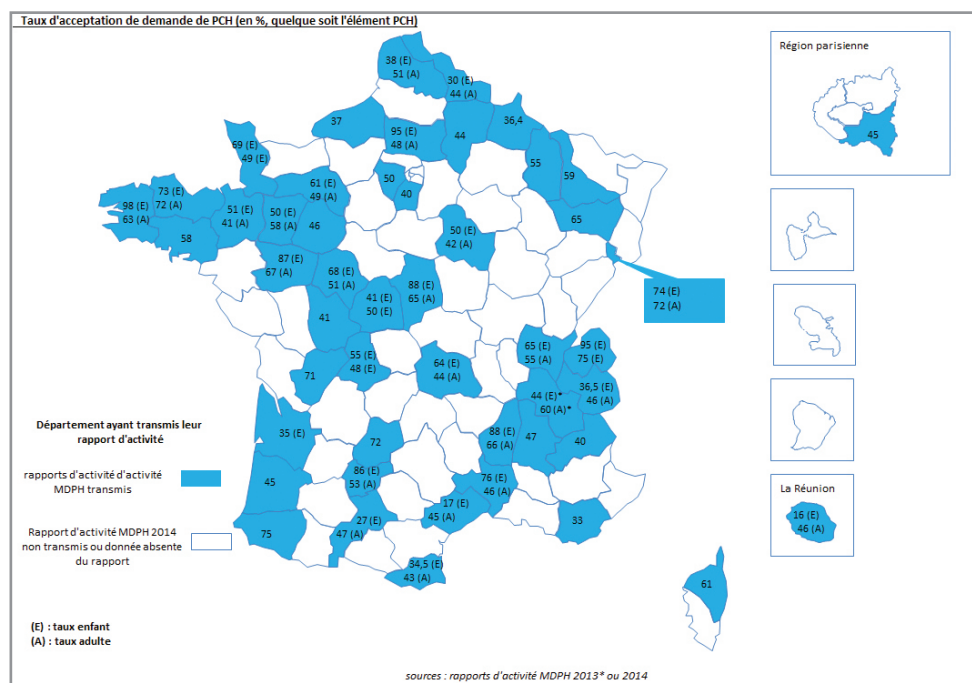 Taux d'acceptation de demande de PCH (en %, quelque soit l'élément PCH)
Région parisienne
38 (E)
51 (A)
30 (E)
44 (A)
37
95 (E)
48 (A)
44
36,4
45
69 (E)
49 (E)
55
59
50
40
61 (E)
49 (A)
73 (E)
72 (A)
98 (E)
63 (A)
51 (E)
41 (A)
50 (E)
58 (A)
46
65
58
50 (E)
42 (A)
87 (E)
67 (A)
68 (E)
51 (A)
88 (E)
65 (A)
41 (E)
50 (E)
74 (E)
72 (A)
41
55 (E)
48 (E)
71
64 (E)
44 (A)
65 (E)
55 (A)
95 (E)
75 (E)
36,5 (E)
46 (A)
44 (E)*
60 (A)*
Département ayant transmis leur
rapport d'activité
35 (E)
72
88 (E)
66 (A)
47
40
rapports d'activité d'activité
MDPH transmis
45
86 (E)
53 (A)
76 (E)
46 (A)
La Réunion
16 (E)
46 (A)
Rapport d'activité MDPH 2014
non transmis ou donnée absente
du rapport
75
27 (E)
47 (A)
17 (E)
45 (A)
33
34,5 (E)
43 (A)
61
(E) : taux enfant
(A) : taux adulte
sources : rapports d'activité MDPH 2013* ou 2014